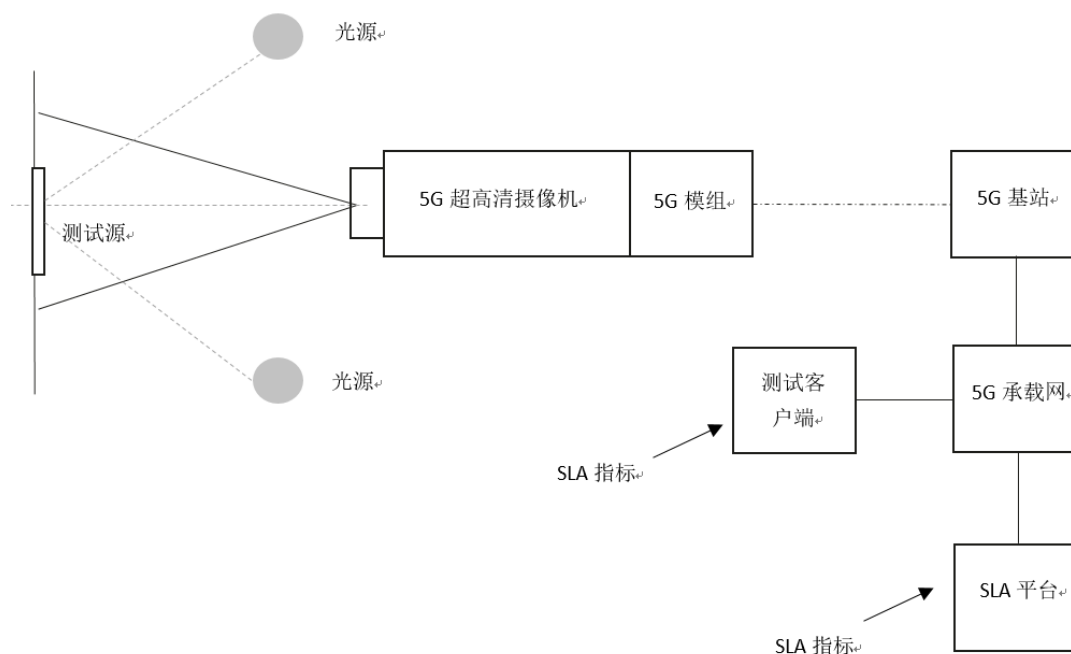 光源
5G 超高清摄像机
5G 模组
5G 基站
测试源
光源
测试客
户端
5G 承载网
SLA 指标
SLA 平台
SLA 指标